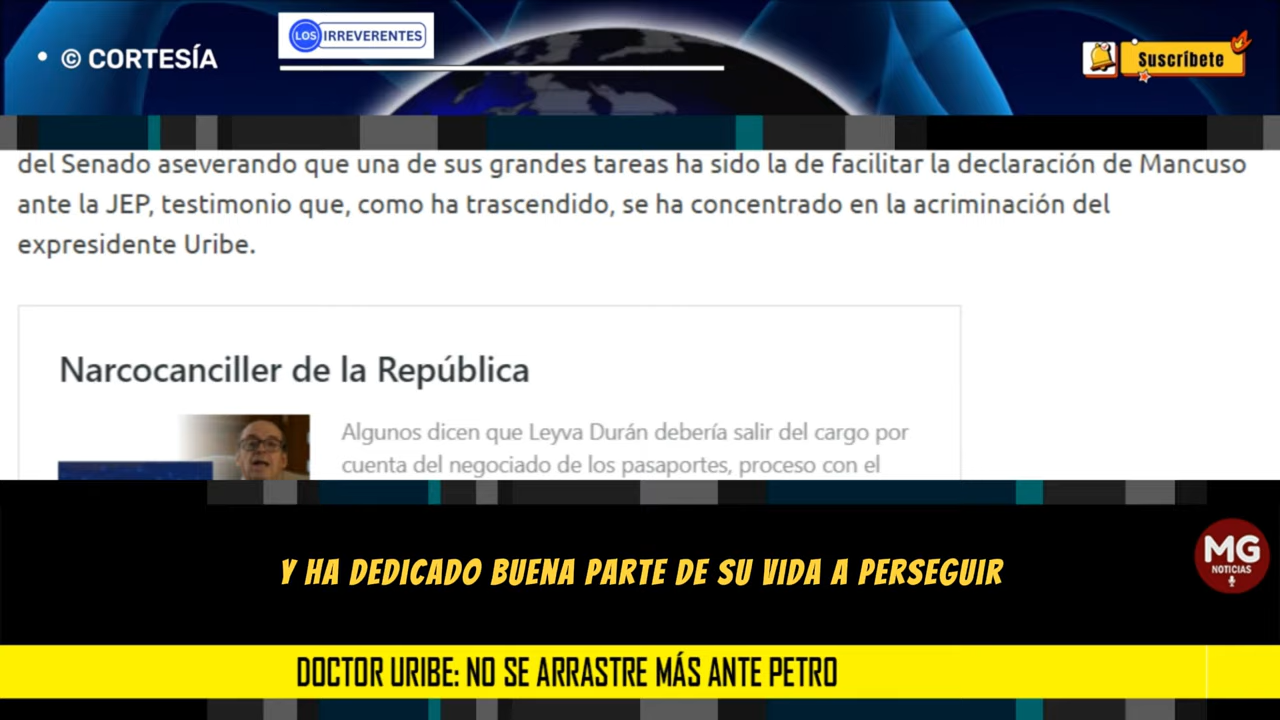 • © CORTESÍA
LOS IRREVERENTES
Suscríbete
del Senado aseverando que una de sus grandes tareas ha sido la de facilitar la declaración de Mancuso
ante la JEP, testimonio que, como ha trascendido, se ha concentrado en la acriminación del
expresidente Uribe.
Narcocanciller de la República
Algunos dicen que Leyva Durán debería salir del cargo por
cuenta del negociado de los pasaportes, proceso con el
Y HA DEDICADO BUENA PARTE DE SU VIDA A PERSEGUIR
MG
NOTICIAS
DOCTOR URIBE: NO SE ARRASTRE MÁS ANTE PETRO